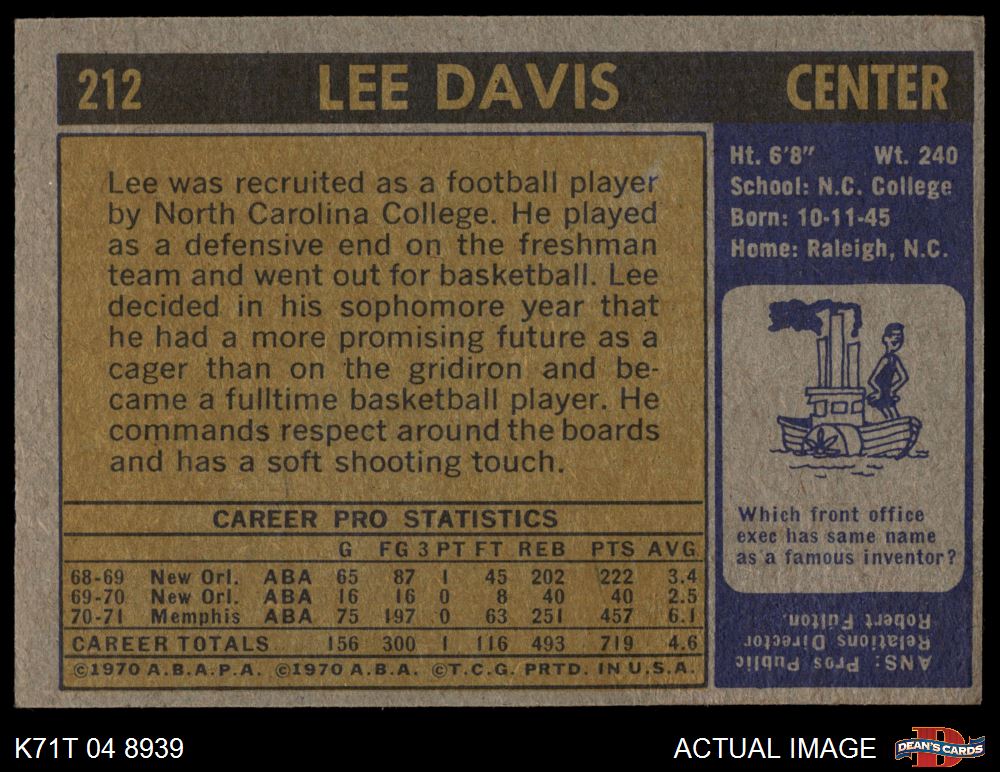 212 LEE DAVIS CENTER
Lee was recruited as a football player
by North Carolina College. He played
as a defensive end on the freshman
team and went out for basketball. Lee
decided in his sophomore year that
he had a more promising future as a
cager than on the gridiron and be-
came a fulltime basketball player. He
commands respect around the boards
and has a soft shooting touch.
CAREER PRO STATISTICS
G FG 3 PT FT REB PTS AVG.
68-69 New Orl. ABA 65 87 1 45 202 222 3.4
69-70 New Orl. ABA 16 16 0 8 40 40 2.5
70-71 Memphis ABA 75 197 0 63 251 457 6.1
CAREER TOTALS 156 300 1 116 493 719 4.6
©1970 A.B.A.P.A. ©1970 A.B.A. ©T.C.G. PRTD. IN U.S.A.
Ht. 6'8" Wt. 240
School: N.C. College
Born: 10-11-45
Home: Raleigh, N.C.
Which front office
exec has same name
as a famous inventor?
ANS: Pros Public
Relations Director
Robert Fulton.
K71T 04 8939
ACTUAL IMAGE
D
DEAN'S CARDS